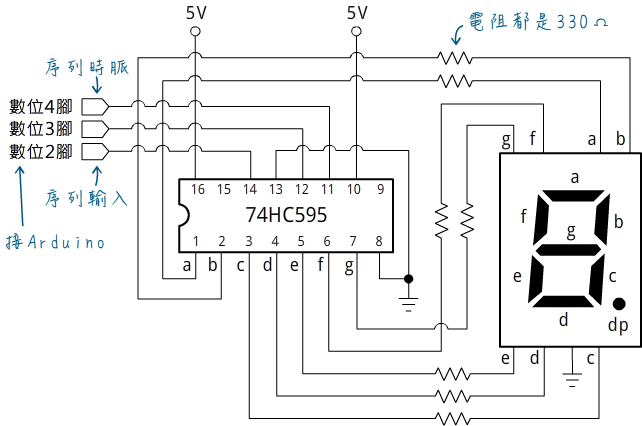 5V 5V
電阻都是330Ω
序列時脈
數位4腳
數位3腳
數位2腳
序列輸入
接Arduino
16 15 14 13 12 11 10 9
74HC595
1 2 3 4 5 6 7 8
a b c d e f g
g f a b
a
f b
g
e c
d
dp
e d c